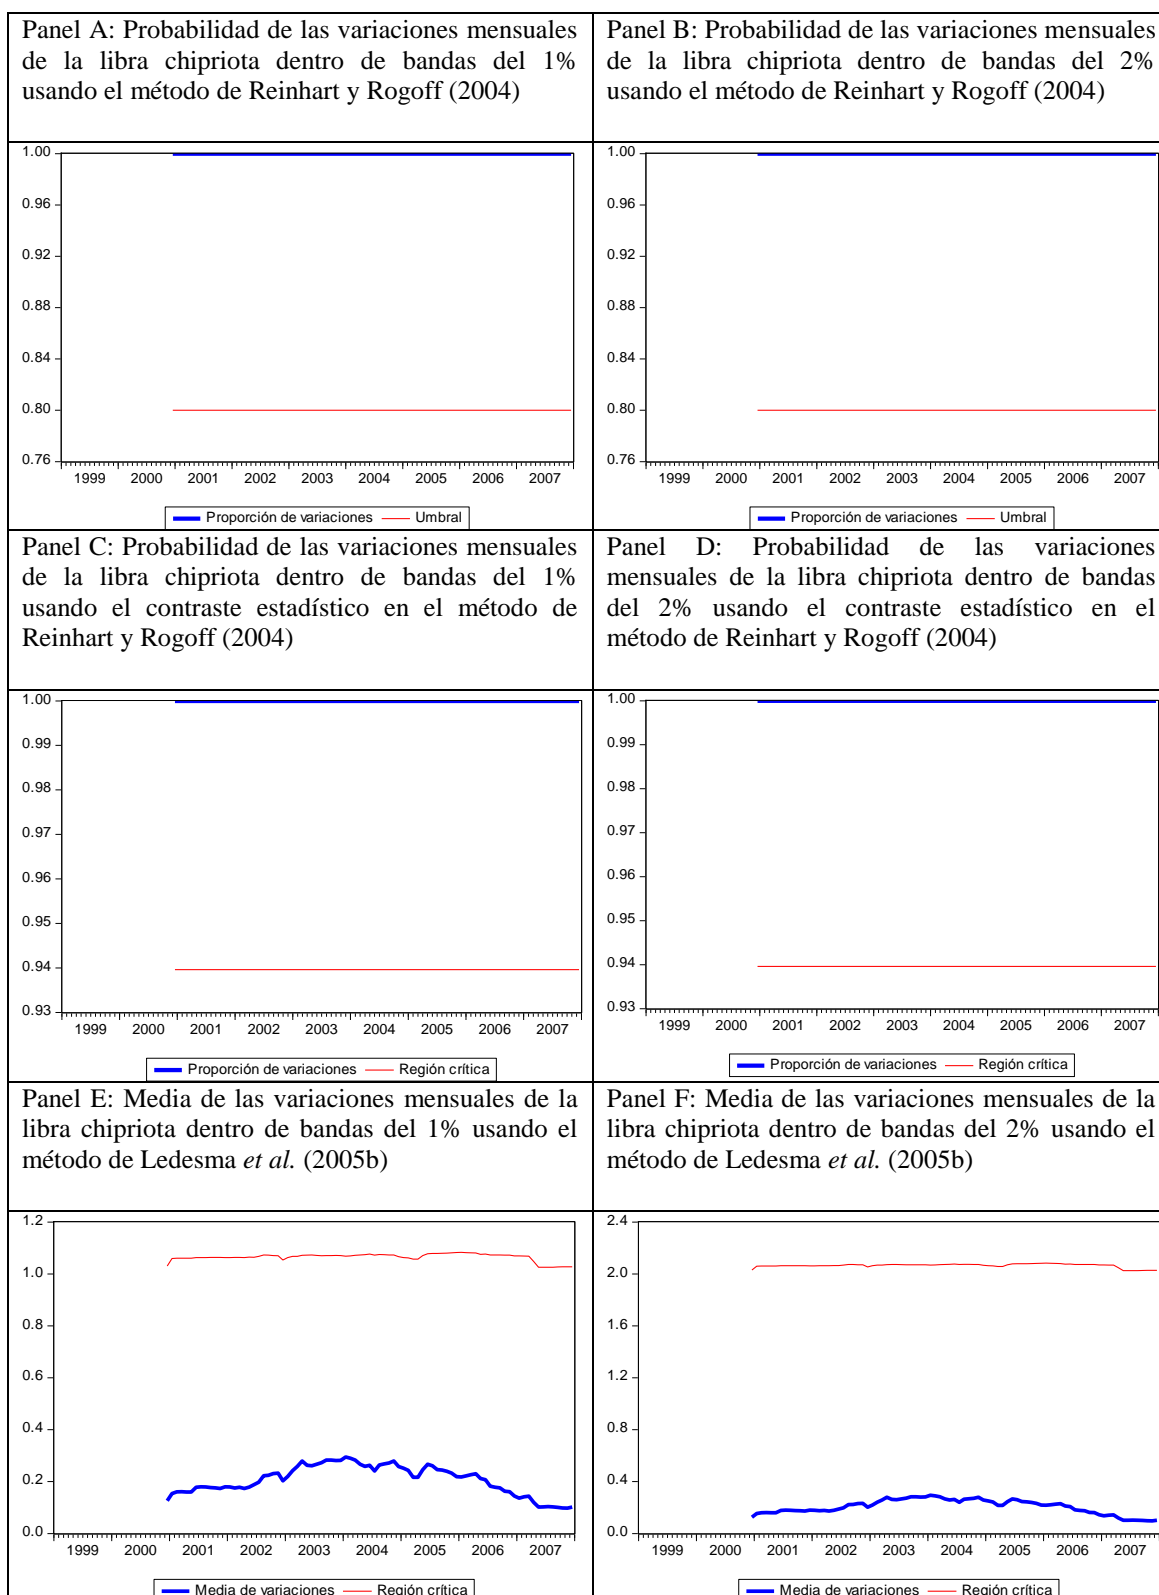 Panel A: Probabilidad de las variaciones mensuales
de la libra chipriota dentro de bandas del 1%
usando el método de Reinhart y Rogoff (2004)
Panel B: Probabilidad de las variaciones mensuales
de la libra chipriota dentro de bandas del 2%
usando el método de Reinhart y Rogoff (2004)
1.00
0.96
0.92
0.88
0.84
0.80
0.76
1999 2000 2001 2002 2003 2004 2005 2006 2007
Proporción de variaciones Umbral
1.00
0.96
0.92
0.88
0.84
0.80
0.76
1999 2000 2001 2002 2003 2004 2005 2006 2007
Proporción de variaciones Umbral
Panel C: Probabilidad de las variaciones mensuales
de la libra chipriota dentro de bandas del 1%
usando el contraste estadístico en el método de
Reinhart y Rogoff (2004)
Panel D: Probabilidad de las variaciones
mensuales de la libra chipriota dentro de bandas
del 2% usando el contraste estadístico en el
método de Reinhart y Rogoff (2004)
1.00
0.99
0.98
0.97
0.96
0.95
0.94
0.93
1999 2000 2001 2002 2003 2004 2005 2006 2007
Proporción de variaciones Región crítica
1.00
0.99
0.98
0.97
0.96
0.95
0.94
0.93
1999 2000 2001 2002 2003 2004 2005 2006 2007
Proporción de variaciones Región crítica
Panel E: Media de las variaciones mensuales de la
libra chipriota dentro de bandas del 1% usando el
método de Ledesma et al. (2005b)
Panel F: Media de las variaciones mensuales de la
libra chipriota dentro de bandas del 2% usando el
método de Ledesma et al. (2005b)
1.2
1.0
0.8
0.6
0.4
0.2
0.0
1999 2000 2001 2002 2003 2004 2005 2006 2007
Media de variaciones Región crítica
2.4
2.0
1.6
1.2
0.8
0.4
0.0
1999 2000 2001 2002 2003 2004 2005 2006 2007
Media de variaciones Región crítica